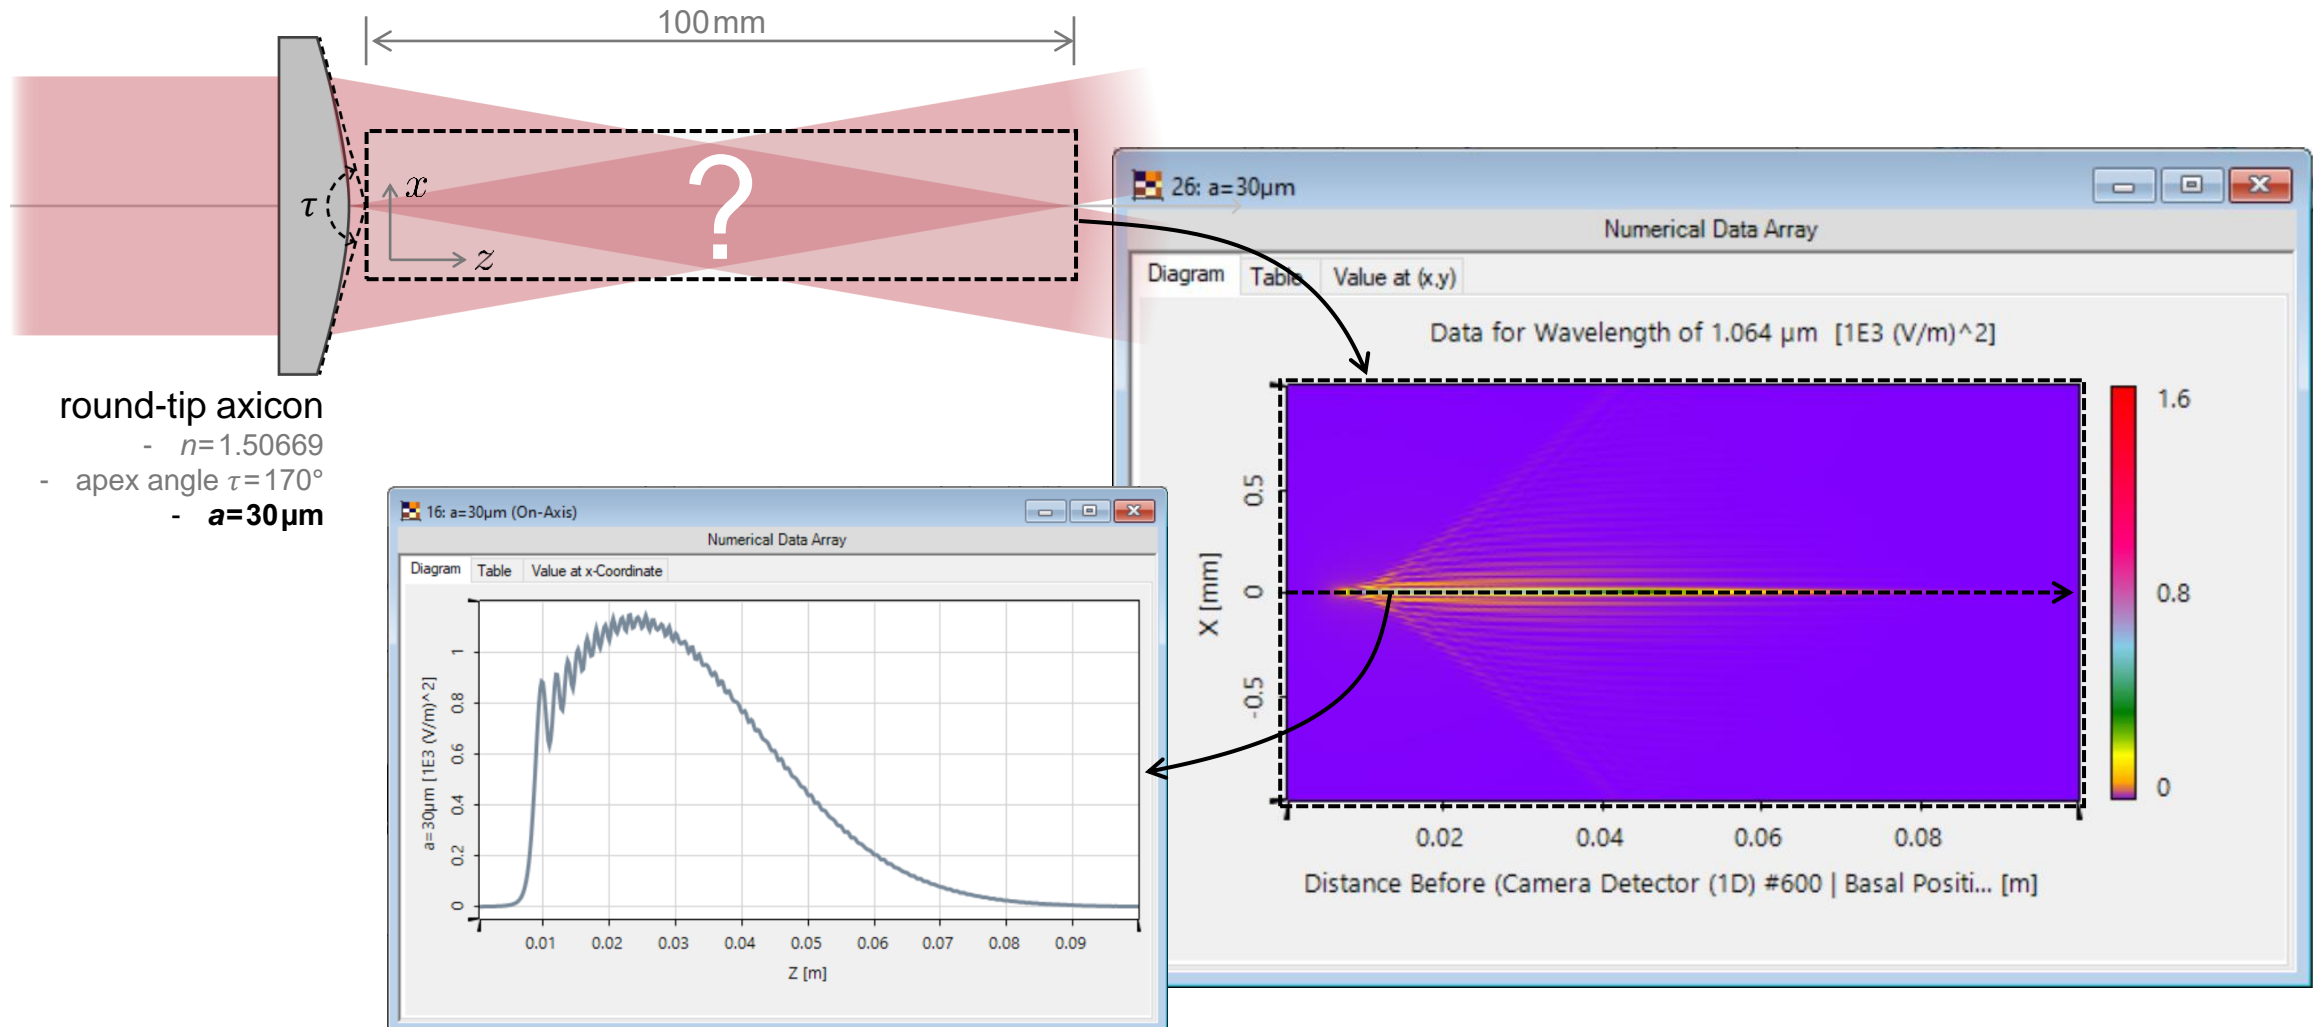 100 mm
τ
x
z
?
round-tip axicon
- n=1.50669
- apex angle τ=170°
- a=30µm
26: a=30µm
Numerical Data Array
Diagram Table Value at (x,y)
Data for Wavelength of 1.064 µm [1E3 (V/m)^2]
X [mm]
0.5
0
-0.5
0.02 0.04 0.06 0.08
Distance Before (Camera Detector (1D) #600 | Basal Positi... [m]
1.6
0.8
0
16: a=30µm (On-Axis)
Numerical Data Array
Diagram Table Value at x-Coordinate
a=30µm [1E3 (V/m)^2]
1
0.8
0.6
0.4
0.2
0
0.01 0.02 0.03 0.04 0.05 0.06 0.07 0.08 0.09
Z [m]